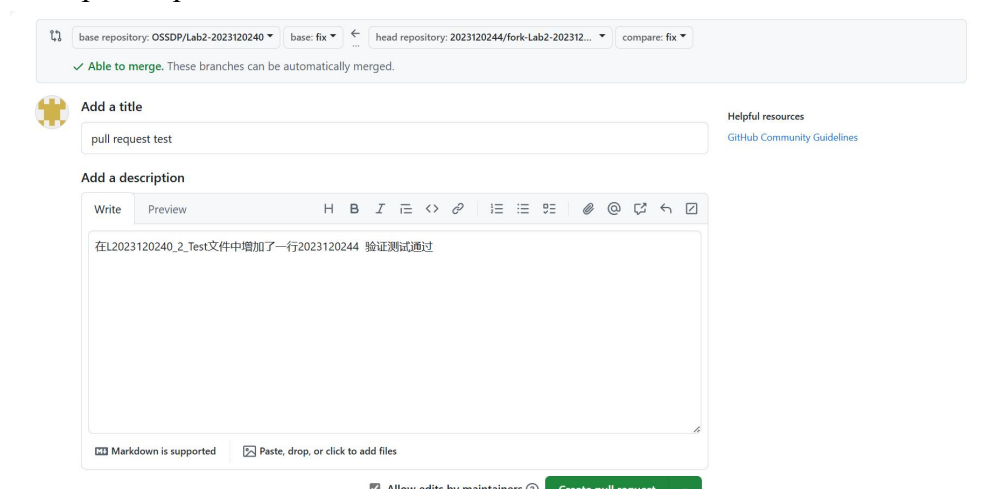 base repository: OSSDP/Lab2-2023120240 base: fix head repository: 2023120244/fork-Lab2-202312... compare: fix
Able to merge. These branches can be automatically merged.
Add a title
Helpful resources
pull request test
GitHub Community Guidelines
Add a description
Write Preview
在L2023120240_2_Test文件中增加了一行2023120244 验证测试通过
Markdown is supported Paste, drop, or click to add files
Allow edits by maintainers Create pull request